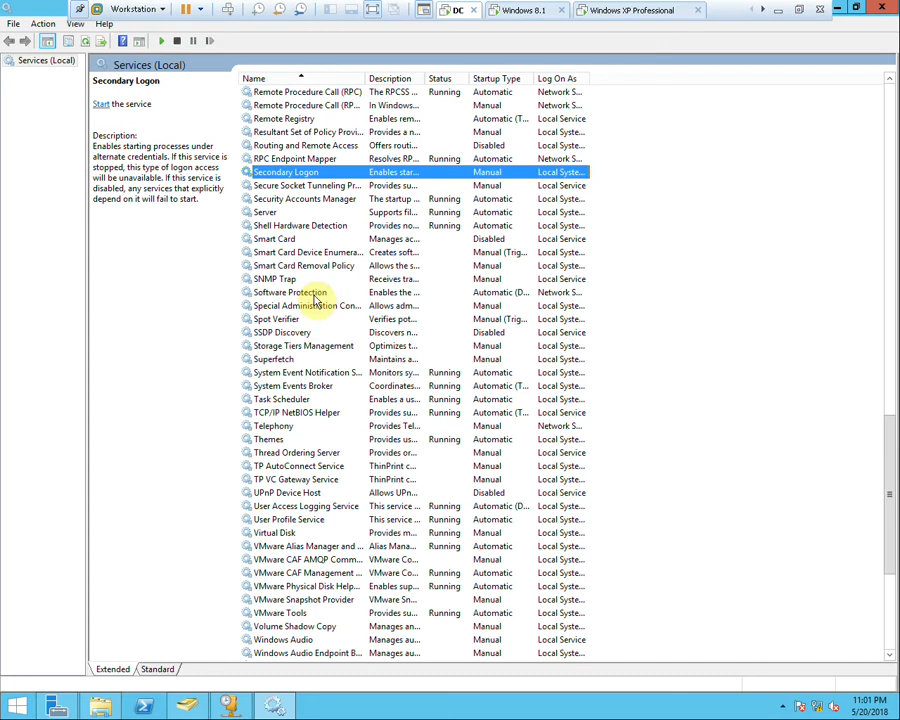 Workstation
DC
Windows 8.1
Windows XP Professional
File Action View Help
Services (Local)
Services (Local)
Secondary Logon
Start the service
Description:
Enables starting processes under
alternate credentials. If this service is
stopped, this type of logon access
will be unavailable. If this service is
disabled, any services that explicitly
depend on it will fail to start.
Name Description Status Startup Type Log On As
Remote Procedure Call (RPC) The RPCSS ... Running Automatic Network S...
Remote Procedure Call (RP... In Windows... Manual Network S...
Remote Registry Enables rem... Automatic (T... Local Service
Resultant Set of Policy Provi... Provides a n... Manual Local Syste...
Routing and Remote Access Offers routi... Disabled Local Syste...
RPC Endpoint Mapper Resolves RP... Running Automatic Network S...
Secondary Logon Enables star... Manual Local Syste...
Secure Socket Tunneling Pr... Provides su... Manual Local Service
Security Accounts Manager The startup ... Running Automatic Local Syste...
Server Supports fil... Running Automatic Local Syste...
Shell Hardware Detection Provides no... Running Automatic Local Syste...
Smart Card Manages ac... Disabled Local Service
Smart Card Device Enumera... Creates soft... Manual (Trig... Local Syste...
Smart Card Removal Policy Allows the s... Manual Local Syste...
SNMP Trap Receives tra... Manual Local Service
Software Protection Enables the ... Automatic (D... Network S...
Special Administration Con... Allows adm... Manual Local Syste...
Spot Verifier Verifies pot... Manual (Trig... Local Syste...
SSDP Discovery Discovers n... Disabled Local Service
Storage Tiers Management Optimizes t... Manual Local Syste...
Superfetch Maintains a... Manual Local Syste...
System Event Notification S... Monitors sy... Running Automatic Local Syste...
System Events Broker Coordinates... Running Automatic (T... Local Syste...
Task Scheduler Enables a us... Running Automatic Local Syste...
TCP/IP NetBIOS Helper Provides su... Running Automatic (T... Local Service
Telephony Provides Tel... Manual Network S...
Themes Provides us... Running Automatic Local Syste...
Thread Ordering Server Provides or... Manual Local Service
TP AutoConnect Service ThinPrint c... Manual Local Syste...
TP VC Gateway Service ThinPrint c... Manual Local Syste...
UPnP Device Host Allows UPn... Disabled Local Service
User Access Logging Service This service ... Running Automatic (D... Local Syste...
User Profile Service This service ... Running Automatic Local Syste...
Virtual Disk Provides m... Running Manual Local Syste...
VMware Alias Manager and ... Alias Mana... Running Automatic Local Syste...
VMware CAF AMQP Comm... VMware Co... Manual Local Syste...
VMware CAF Management ... VMware Co... Running Automatic Local Syste...
VMware Physical Disk Help... Enables sup... Running Automatic Local Syste...
VMware Snapshot Provider VMware Sn... Manual Local Syste...
VMware Tools Provides su... Running Automatic Local Syste...
Volume Shadow Copy Manages an... Manual Local Syste...
Windows Audio Manages au... Manual Local Service
Windows Audio Endpoint B... Manages au... Manual Local Syste...
Extended Standard
11:01 PM
5/20/2018